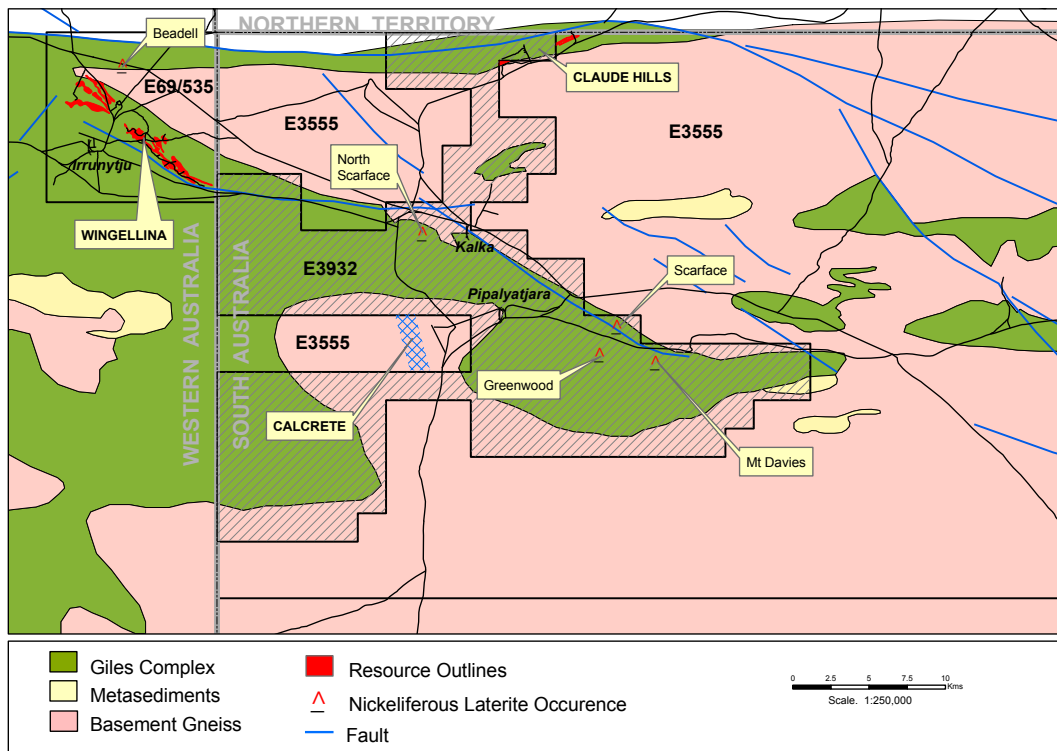 NORTHERN TERRITORY
Beadell
CLAUDE HILLS
E69/535
E3555
E3555
Irrunytju
North
Scarface
WINGELLINA
Kalka
E3932
Scarface
Pipalyatjara
WESTERN AUSTRALIA
SOUTH AUSTRALIA
E3555
Greenwood
CALCRETE
Mt Davies
Giles Complex
Metasediments
Basement Gneiss
Resource Outlines
Nickeliferous Laterite Occurence
Fault
0 2.5 5 7.5 10
Kms
Scale. 1:250,000